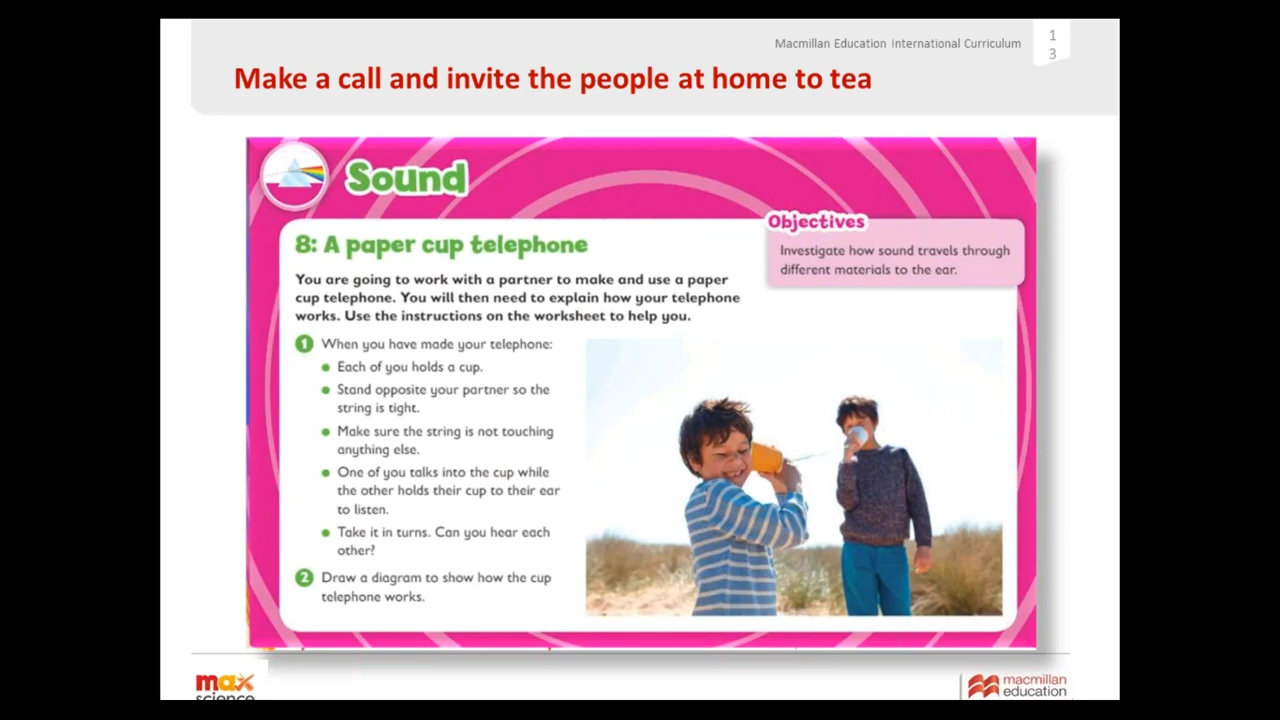 Macmillan Education International Curriculum
1
3
Make a call and invite the people at home to tea
Sound
Objectives
Investigate how sound travels through
different materials to the ear.
8: A paper cup telephone
You are going to work with a partner to make and use a paper
cup telephone. You will then need to explain how your telephone
works. Use the instructions on the worksheet to help you.
1 When you have made your telephone:
Each of you holds a cup.
Stand opposite your partner so the
string is tight.
Make sure the string is not touching
anything else.
One of you talks into the cup while
the other holds their cup to their ear
to listen.
Take it in turns. Can you hear each
other?
2 Draw a diagram to show how the cup
telephone works.
max
science
macmillan
education